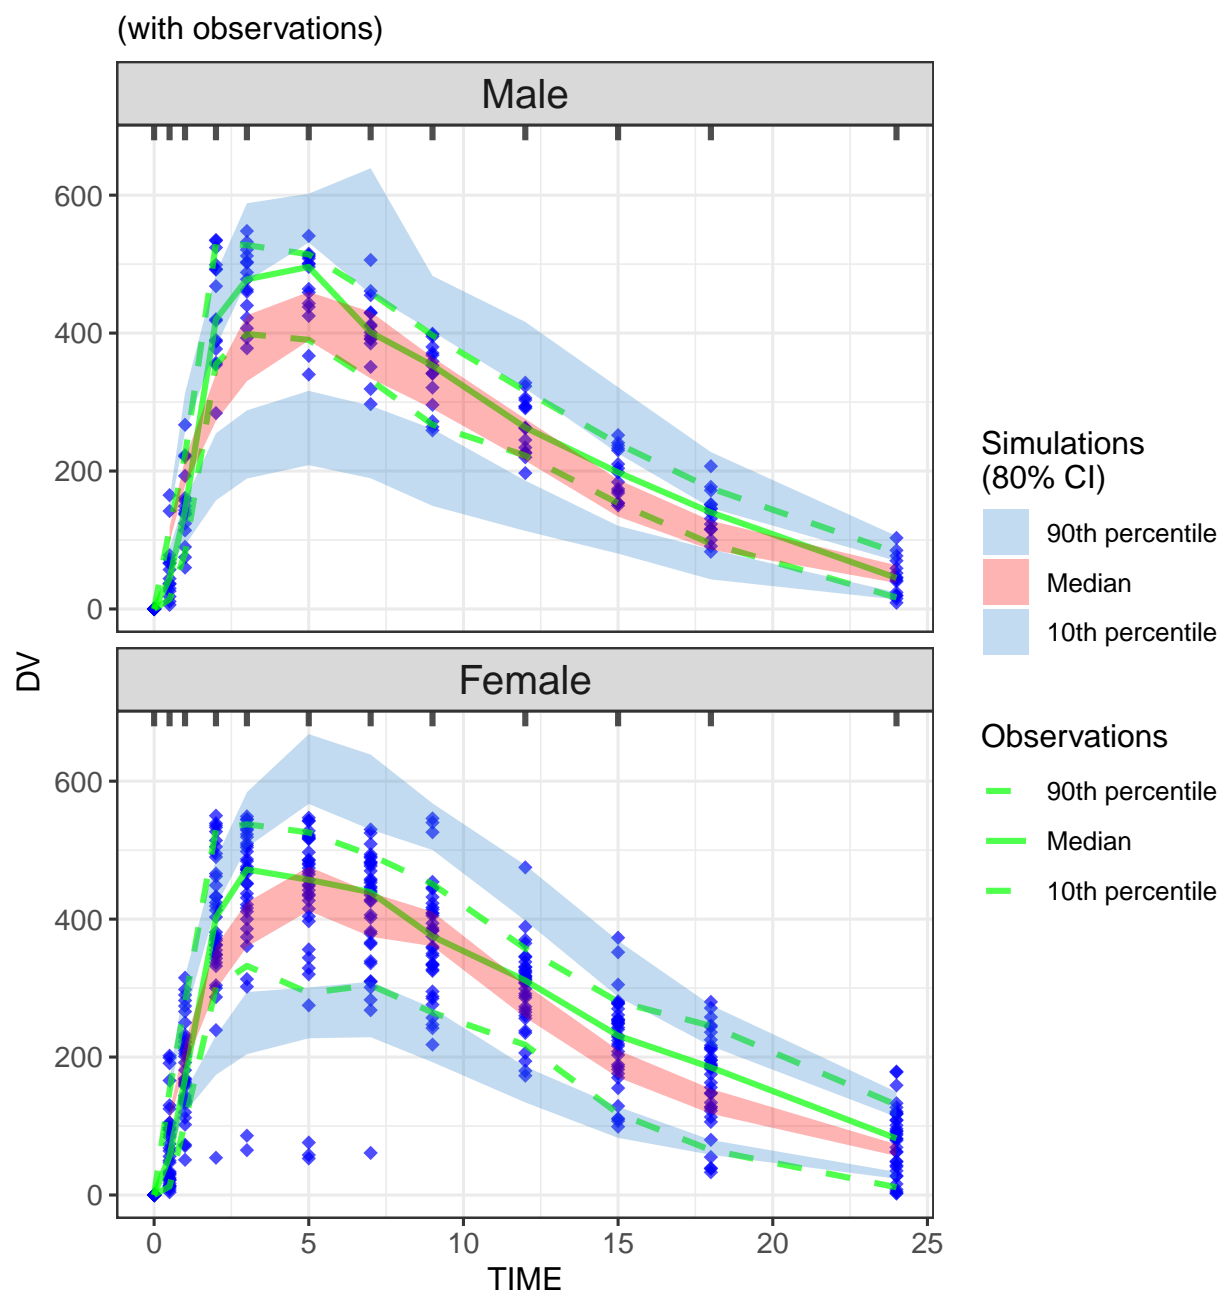 (with observations)
Male
600
400
200
0
DV
Female
600
400
200
0
0 5 10 15 20 25
TIME
Simulations
(80% CI)
90th percentile
Median
10th percentile
Observations
90th percentile
Median
10th percentile